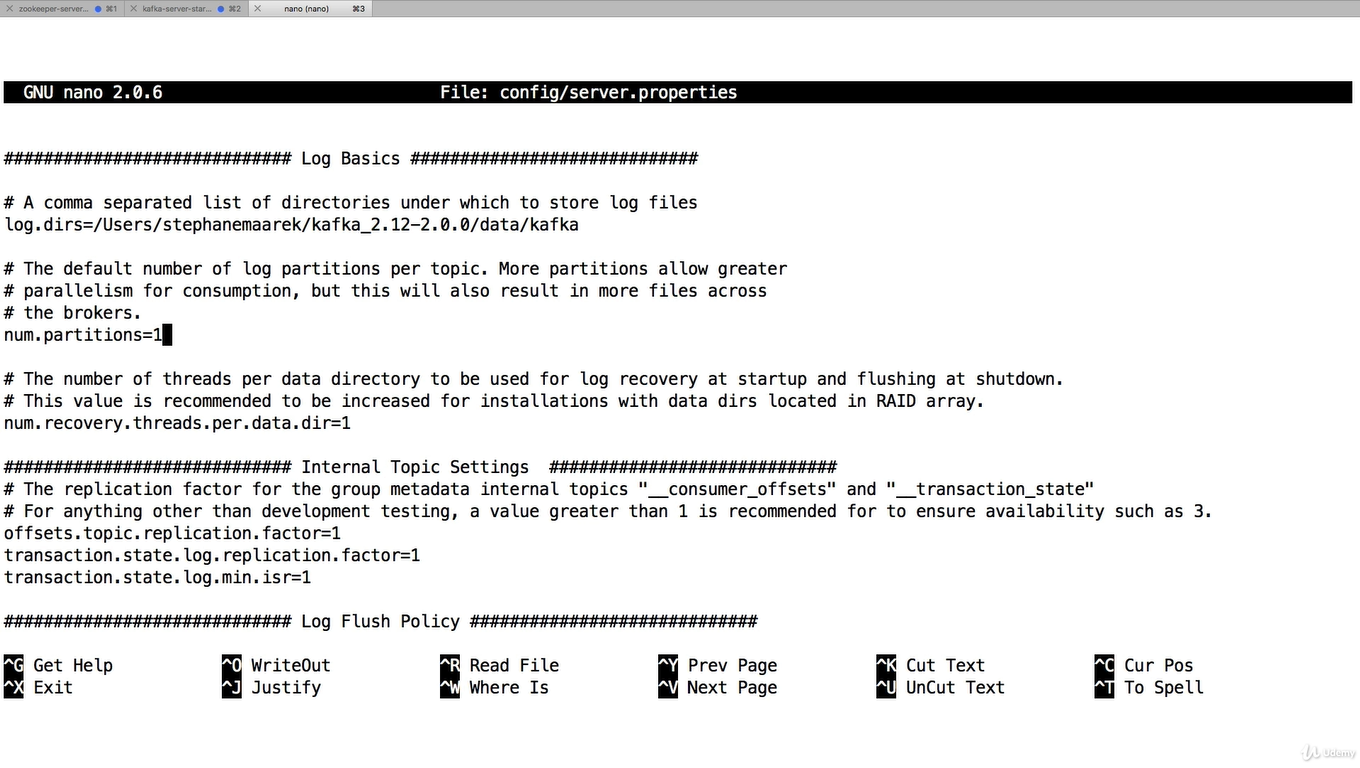 zookeeper-server... ⌘1 kafka-server-star... ⌘2 nano (nano) ⌘3
GNU nano 2.0.6 File: config/server.properties
############################# Log Basics #############################
# A comma separated list of directories under which to store log files
log.dirs=/Users/stephanemaarek/kafka_2.12-2.0.0/data/kafka
# The default number of log partitions per topic. More partitions allow greater
# parallelism for consumption, but this will also result in more files across
# the brokers.
num.partitions=1
# The number of threads per data directory to be used for log recovery at startup and flushing at shutdown.
# This value is recommended to be increased for installations with data dirs located in RAID array.
num.recovery.threads.per.data.dir=1
############################# Internal Topic Settings  #############################
# The replication factor for the group metadata internal topics "__consumer_offsets" and "__transaction_state"
# For anything other than development testing, a value greater than 1 is recommended for to ensure availability such as 3.
offsets.topic.replication.factor=1
transaction.state.log.replication.factor=1
transaction.state.log.min.isr=1
############################# Log Flush Policy #############################
^G Get Help ^O WriteOut ^R Read File ^Y Prev Page ^K Cut Text ^C Cur Pos
^X Exit ^J Justify ^W Where Is ^V Next Page ^U UnCut Text ^T To Spell
Udemy